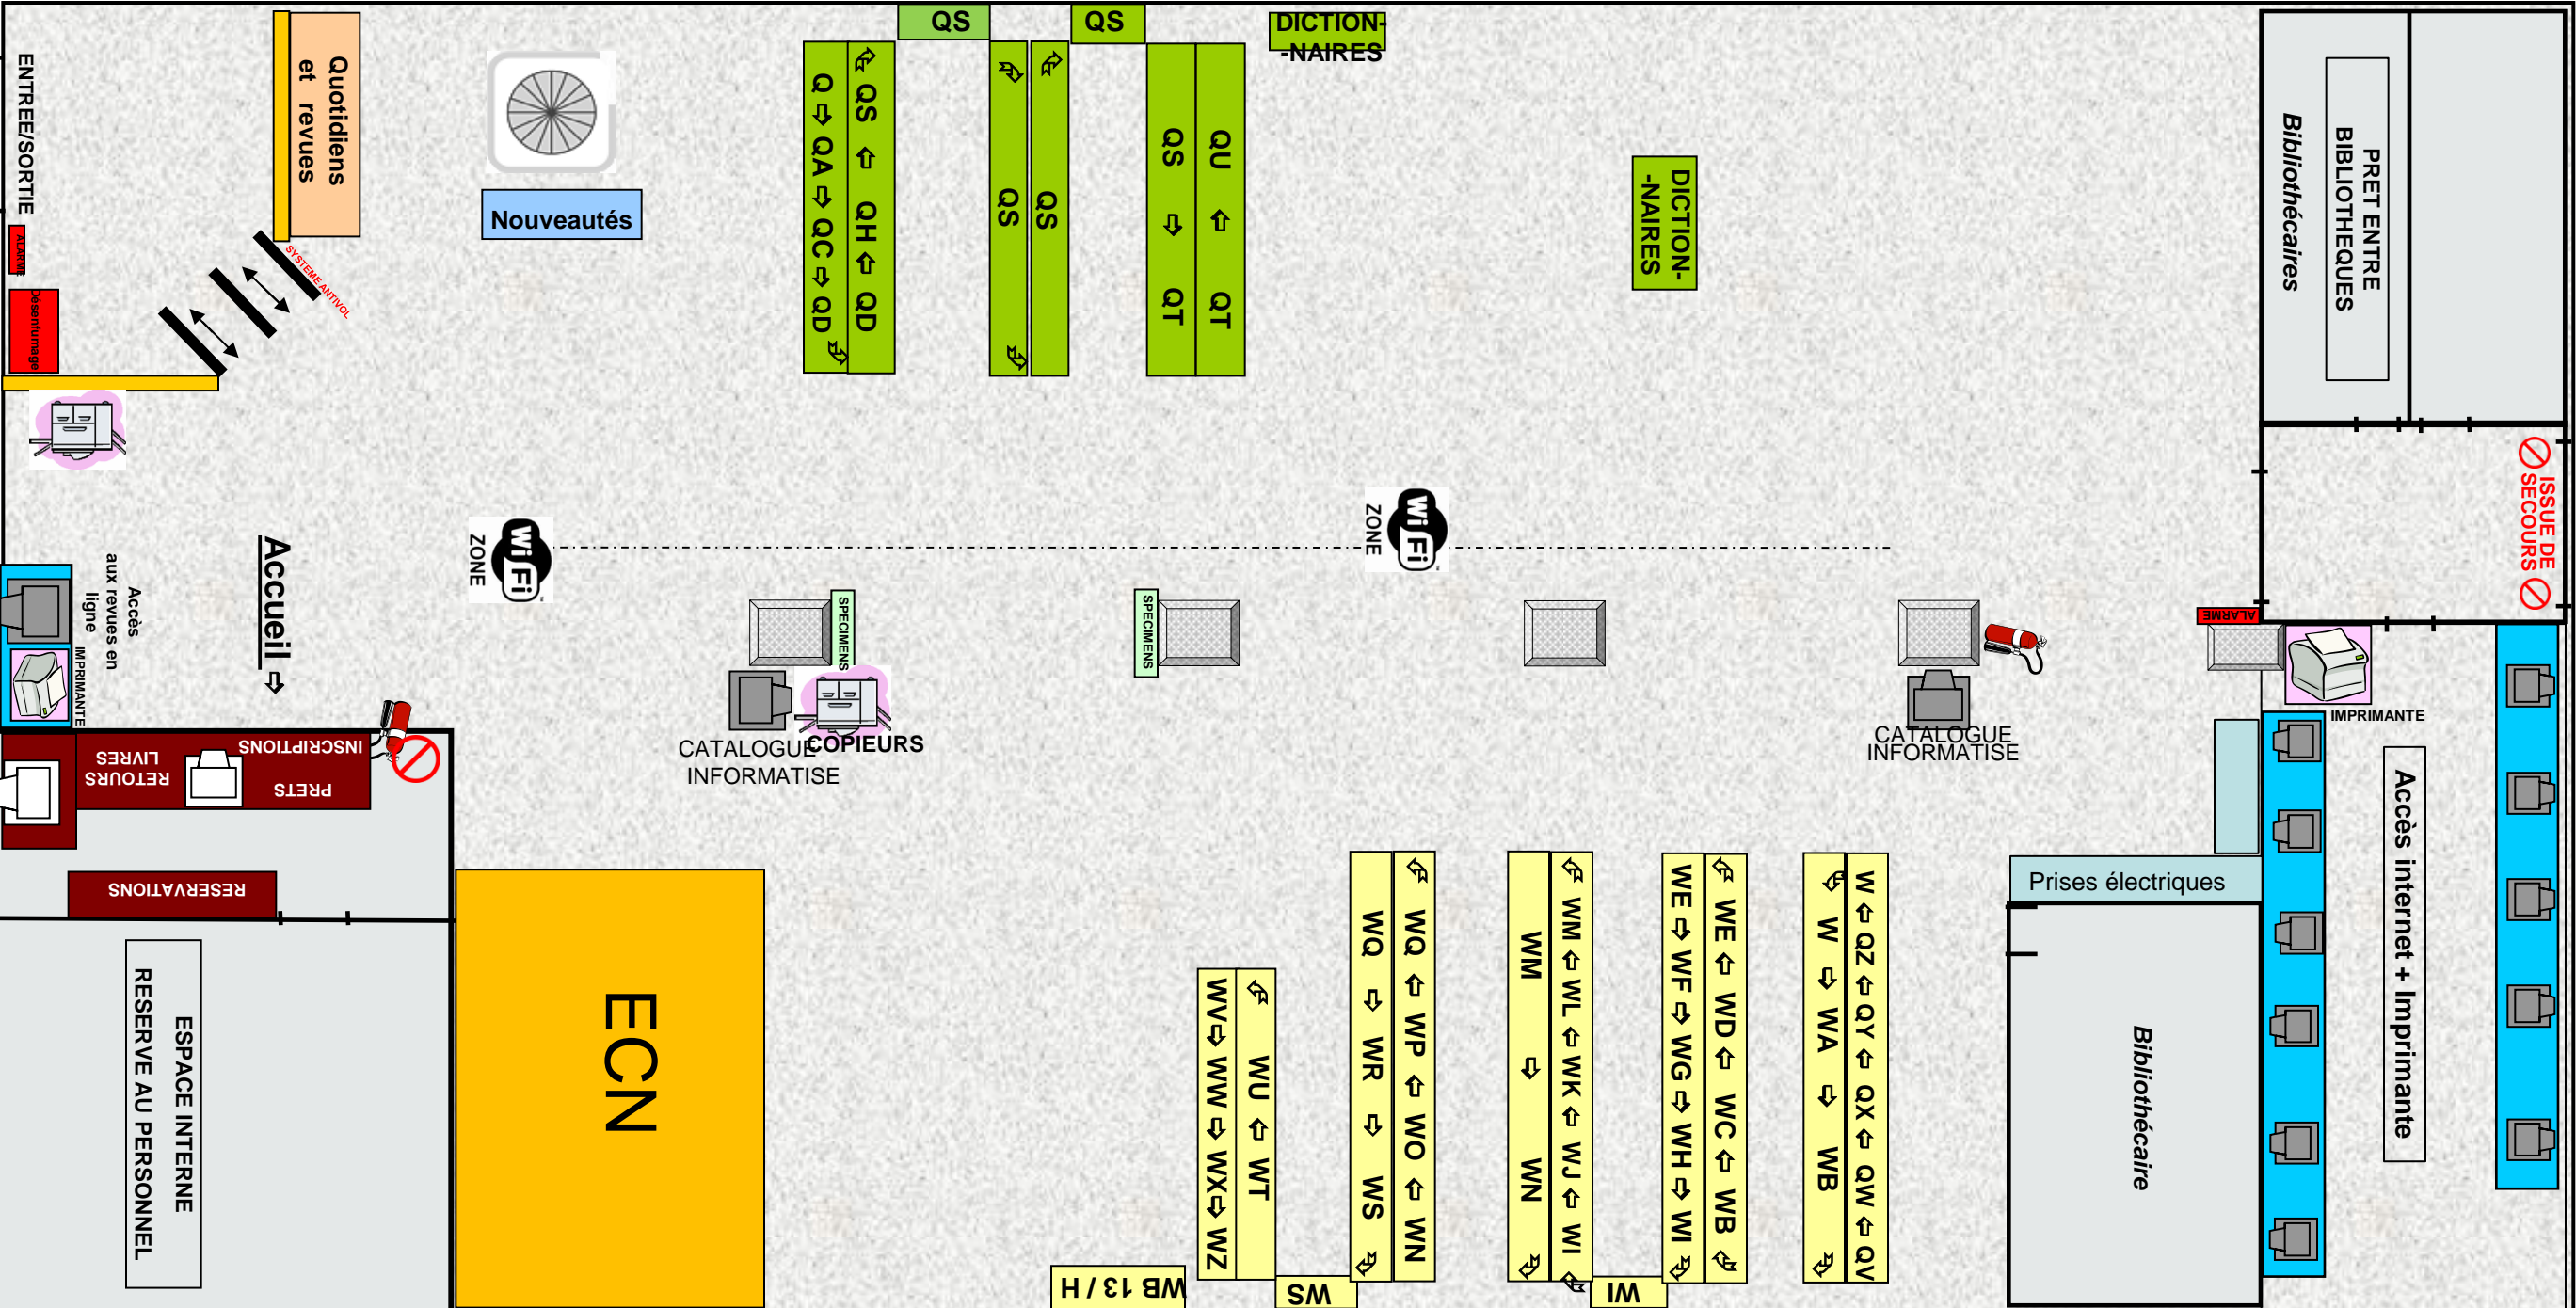 ENTREE/SORTIE
ALARME
Désenfumage
Quotidiens
et revues
SYSTEME ANTIVOL
Nouveautés
Q ⇨ QA ⇨ QC ⇨ QD
QS ⇦ QH ⇦ QD
QS
QS
QS
QS
QS ⇨ QT
QU ⇦ QT
DICTION-
-NAIRES
DICTION-
-NAIRES
PRET ENTRE
BIBLIOTHEQUES
Bibliothécaires
ISSUE DE
SECOURS
ALARME
Wi Fi
ZONE
Wi Fi
ZONE
Accueil ⇨
Accès
aux revues en
ligne
IMPRIMANTE
SPECIMENS
SPECIMENS
CATALOGUE
INFORMATISE
COPIEURS
CATALOGUE
INFORMATISE
IMPRIMANTE
INSCRIPTIONS
PRETS
RETOURS
LIVRES
RESERVATIONS
ESPACE INTERNE
RESERVE AU PERSONNEL
ECN
WB 13 / H
WV ⇨ WW ⇨ WX ⇨ WZ
WU ⇦ WT
WS
WQ ⇨ WR ⇨ WS
WQ ⇦ WP ⇦ WO ⇦ WN
WM ⇨ WN
WM ⇦ WL ⇦ WK ⇦ WJ ⇦ WI
WI
WE ⇨ WF ⇨ WG ⇨ WH ⇨ WI
WE ⇦ WD ⇦ WC ⇦ WB
W ⇨ WA ⇨ WB
W ⇦ QZ ⇦ QY ⇦ QX ⇦ QW ⇦ QV
Prises électriques
Bibliothécaire
Accès internet + Imprimante